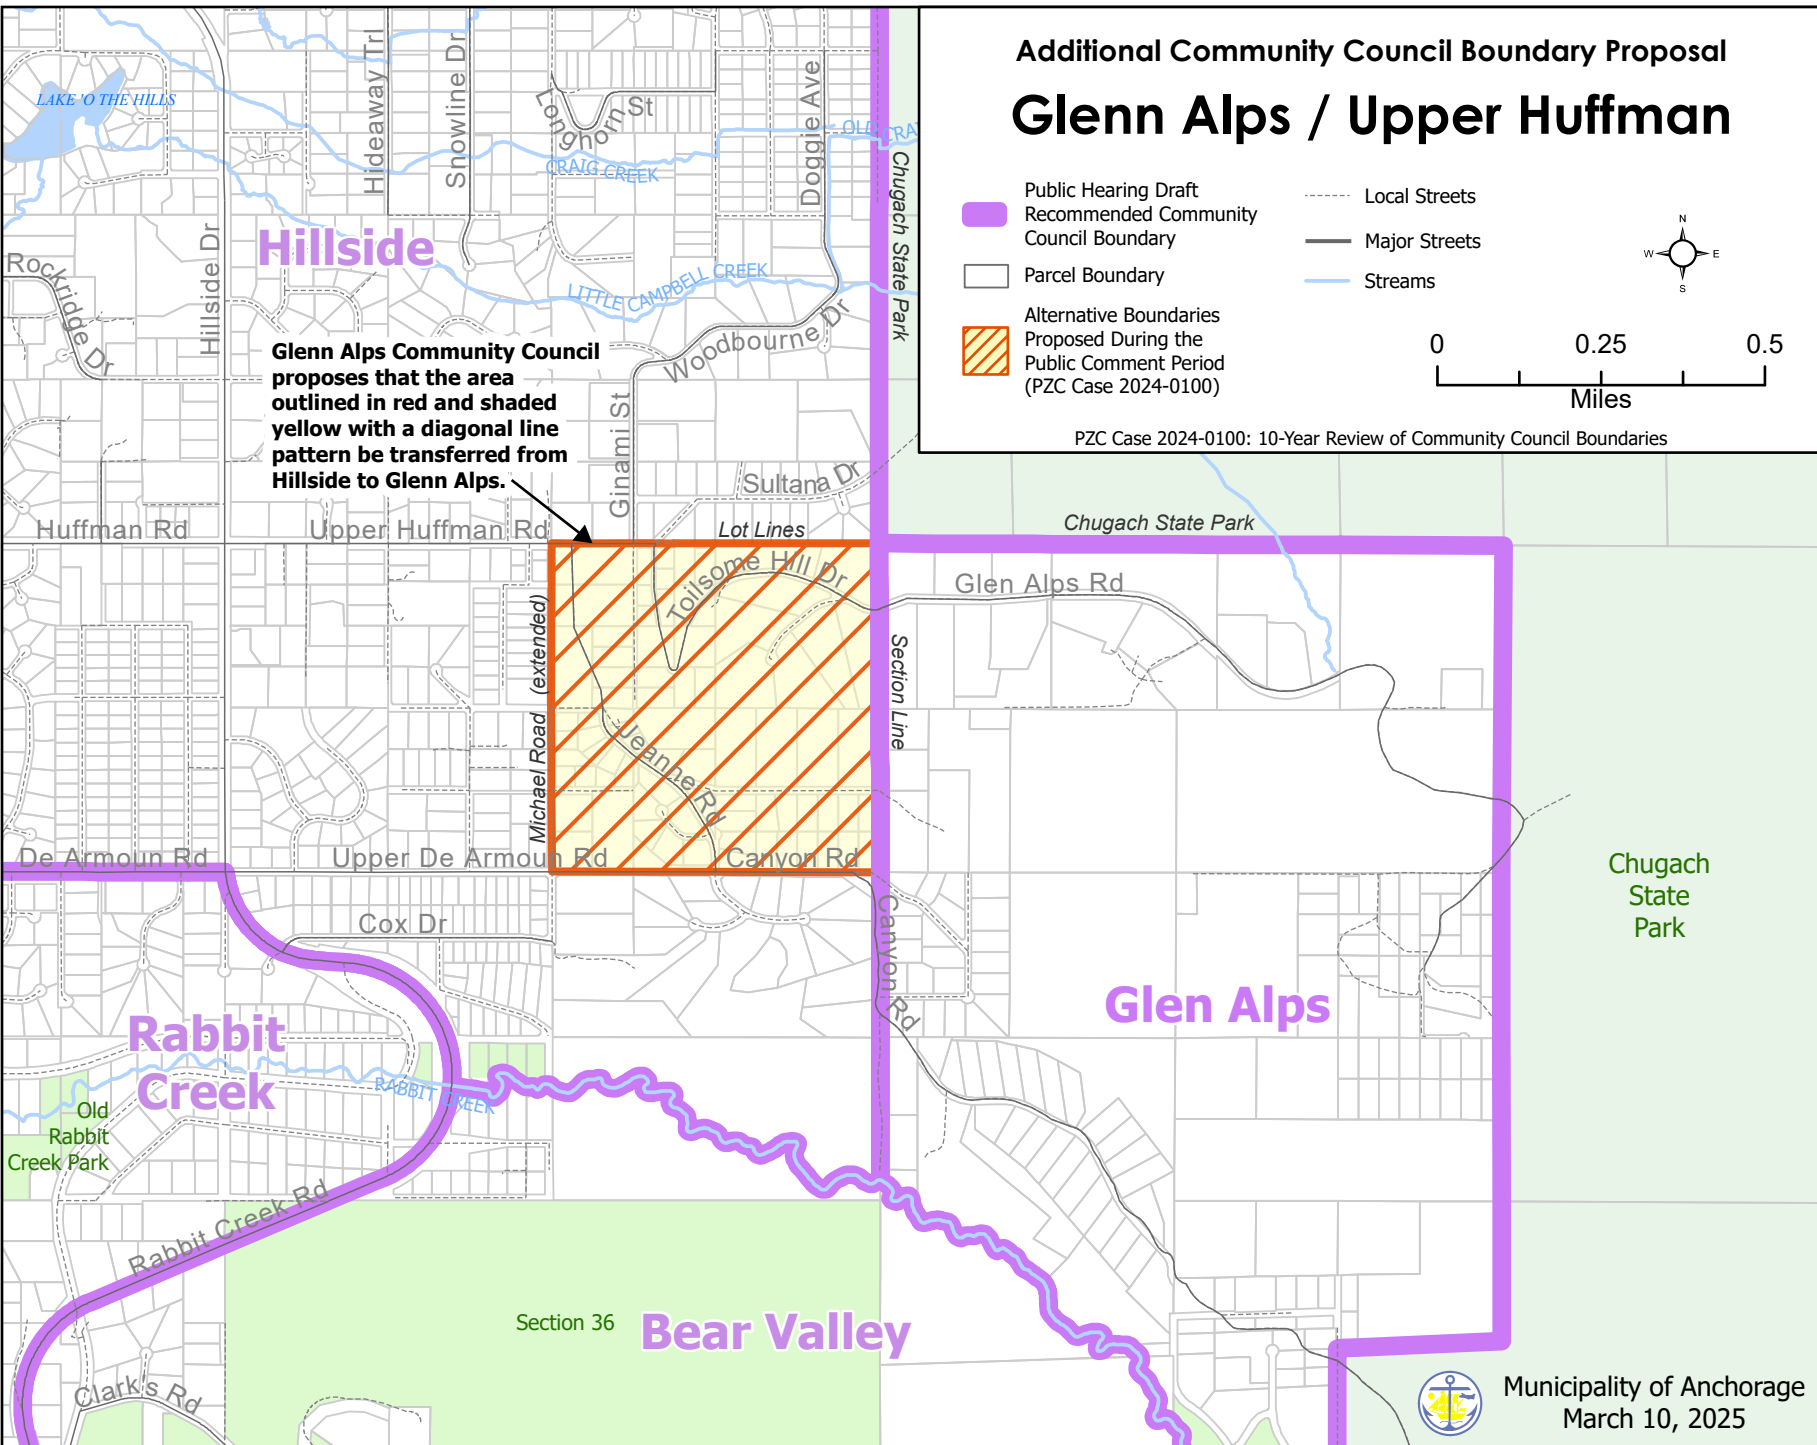 Additional Community Council Boundary Proposal
Glenn Alps / Upper Huffman
Public Hearing Draft
Recommended Community
Council Boundary
Parcel Boundary
Alternative Boundaries
Proposed During the
Public Comment Period
(PZC Case 2024-0100)
Local Streets
Major Streets
Streams
N
W
E
S
0
0.25
0.5
Miles
PZC Case 2024-0100: 10-Year Review of Community Council Boundaries
LAKE 'O THE HILLS
Hideaway Trl
Snowline Dr
Longhorn St
Doggie Ave
OLD CRA
CRAIG CREEK
Chugach State Park
Hillside
Hillside Dr
Rockridge Dr
LITTLE CAMPBELL CREEK
Woodbourne Dr
Glenn Alps Community Council
proposes that the area
outlined in red and shaded
yellow with a diagonal line
pattern be transferred from
Hillside to Glenn Alps.
Ginami St
Sultana Dr
Huffman Rd
Upper Huffman Rd
Lot Lines
Chugach State Park
Toilsome Hill Dr
Glen Alps Rd
Michael Road (extended)
Section Line
Jeanne Rd
De Armoun Rd
Upper De Armoun Rd
Canyon Rd
Chugach
State
Park
Cox Dr
Canyon Rd
Glen Alps
Rabbit
Creek
RABBIT CREEK
Old
Rabbit
Creek Park
Rabbit Creek Rd
Section 36
Bear Valley
Clark's Rd
Municipality of Anchorage
March 10, 2025